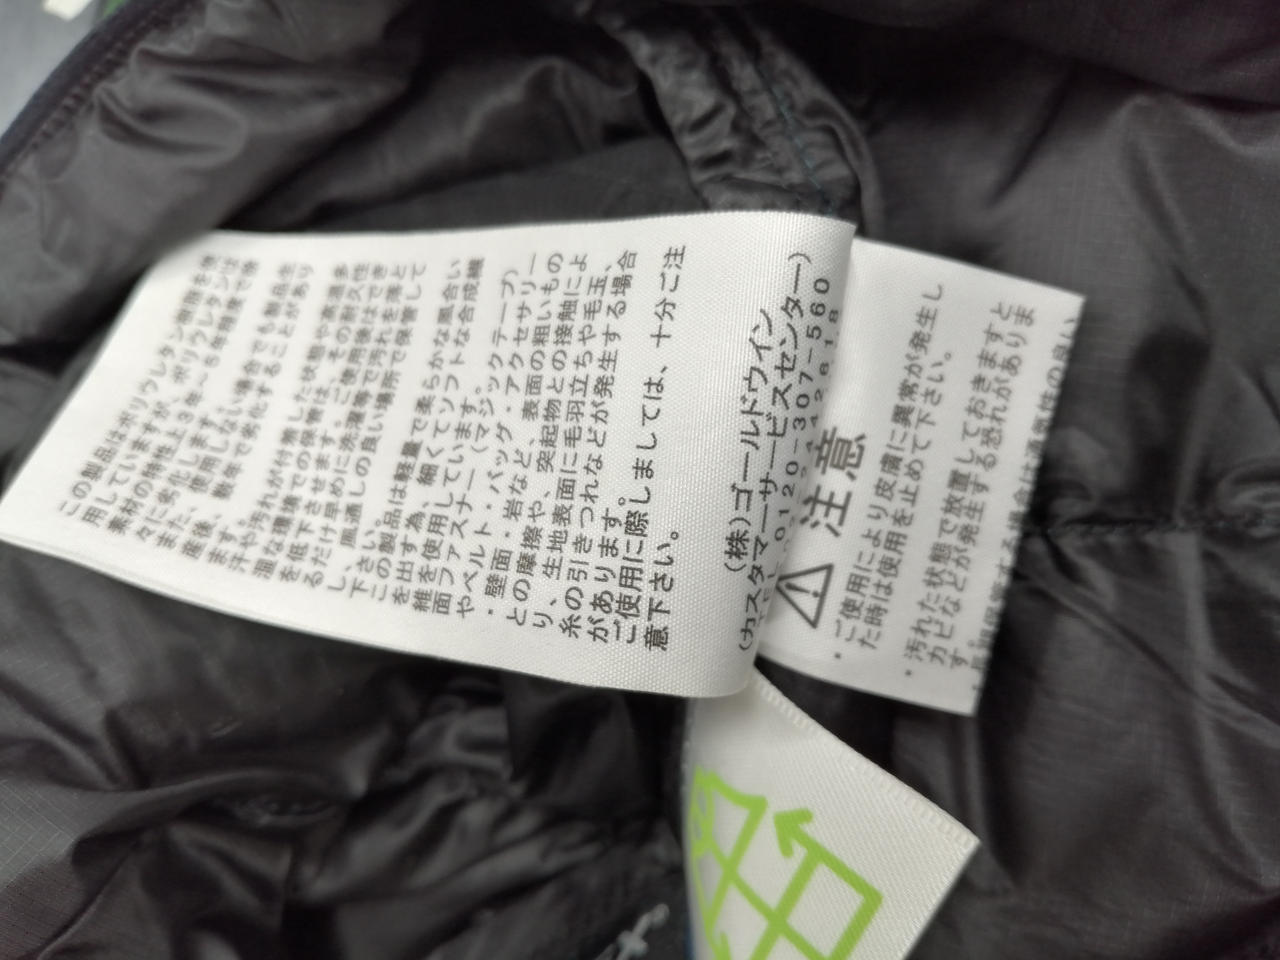 この製品はポリウレタン樹脂を使
用していますが、ポリウレタンは
素材の特性上3年～5年程度で徐
々に劣化します。
また、使用しない場合でも製品生
産後、数年で劣化することがあり
ます。
汗や汚れが付着した状態や高温多
湿な環境での保管は、その耐久性
を低下させます。ご使用後はでき
るだけ早めに洗濯等で汚れを落と
し、風通しの良い場所で保管して
下さい。
この製品は軽量で柔らかな風合い
を出す為、細くてソフトな合成繊
維を使用しています。
面ファスナー(マジックテープ)
やベルト・バッグ・アクセサリー
・壁面・岩など、表面の粗いもの
との摩擦や、突起物との接触によ
り、生地表面に毛羽立ちや毛玉、
糸の引きつれなどが発生する場合
があります。
ご使用に際しましては、十分ご注
意下さい。
(株)ゴールドウイン
(カスタマーサービスセンター)
0120-307-560
注意
・ご使用により皮膚に異常が発生し
た時は使用を止めて下さい。
・汚れた状態で放置しておきますと
カビなどが発生する恐れがありま
す。